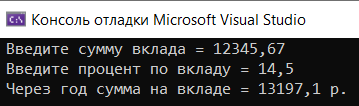 Консоль отладки Microsoft Visual Studio
Введите сумму вклада = 12345,67
Введите процент по вкладу = 14,5
Через год сумма на вкладе = 13197,1 р.